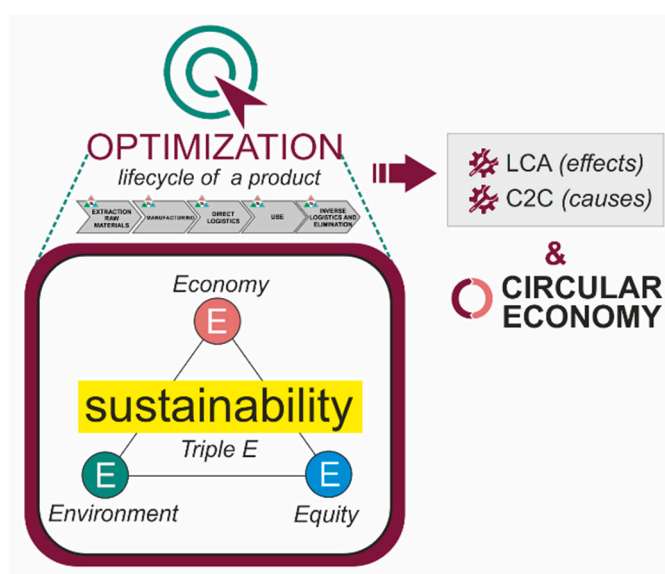 OPTIMIZATION
lifecycle of a product
EXTRACTION
RAW
MATERIALS
MANUFACTURING
DIRECT
LOGISTICS
USE
INVERSE
LOGISTICS AND
ELIMINATION
LCA (effects)
C2C (causes)
&
CIRCULAR
ECONOMY
Economy
E
sustainability
Triple E
E
E
Environment
Equity